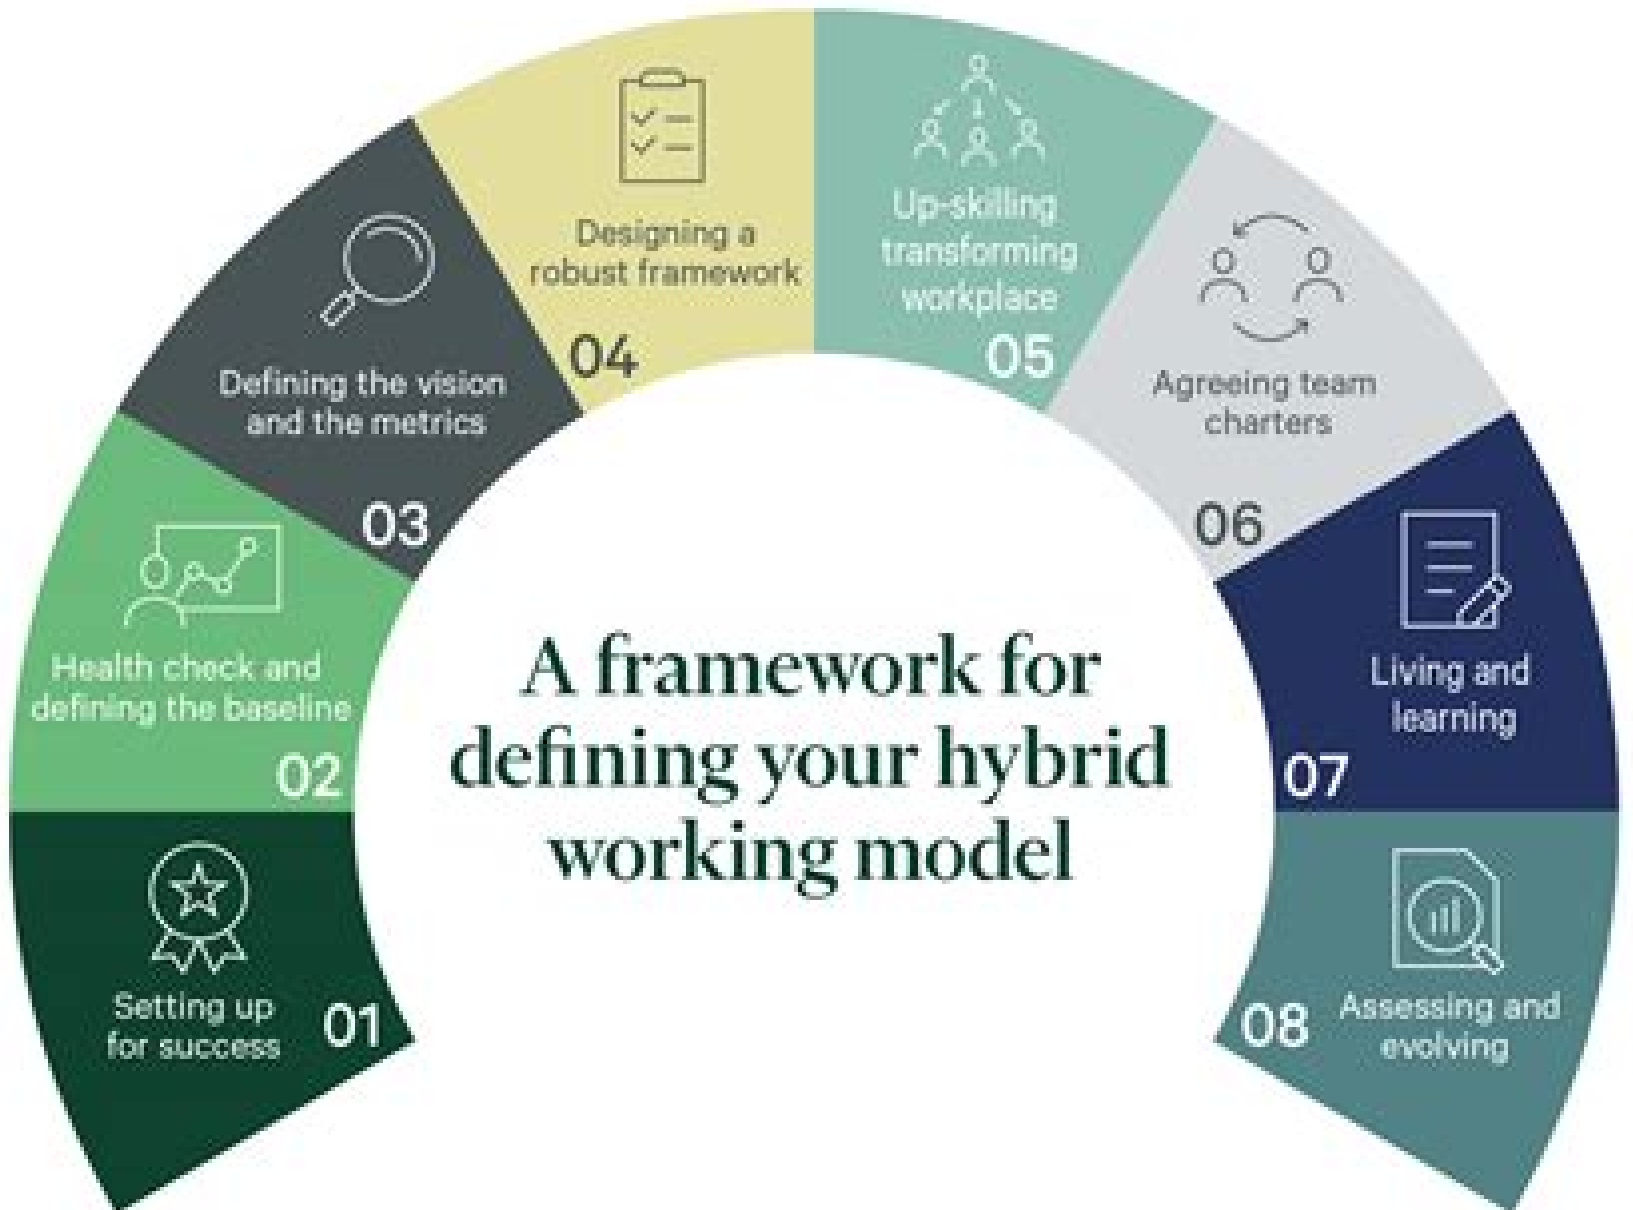 Setting up
for success
01
Health check and
defining the baseline
02
Defining the vision
and the metrics
03
Designing a
robust framework
04
Up-skilling
transforming
workplace
05
Agreeing team
charters
06
Living and
learning
07
Assessing and
evolving
08
A framework for
defining your hybrid
working model